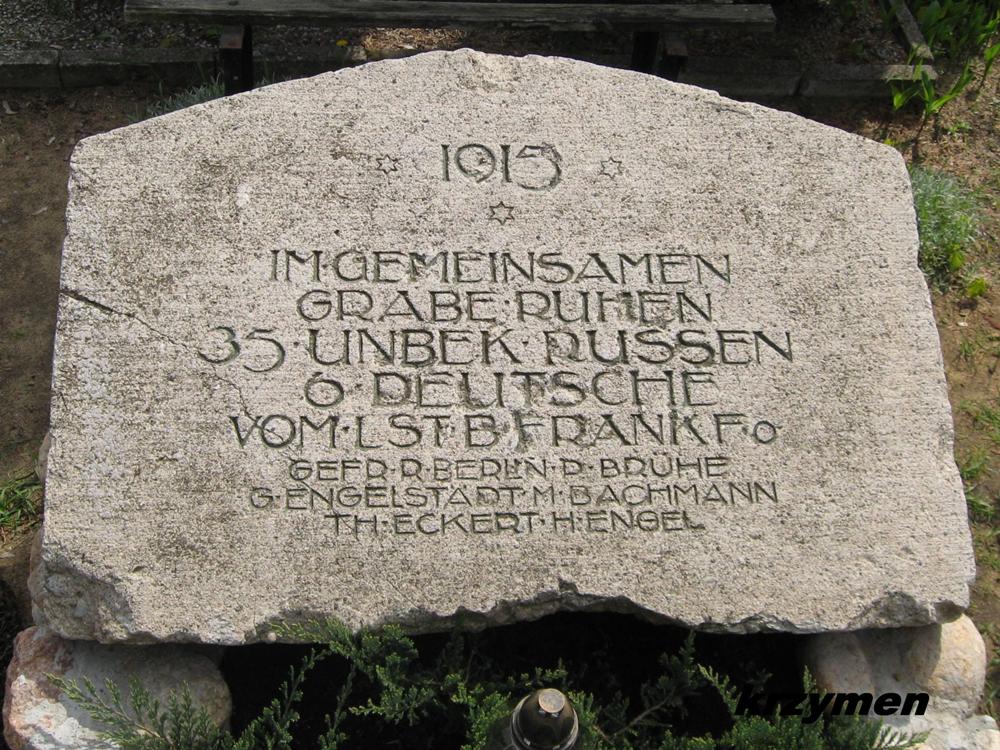 1915
IM·GEMEINSAMEN
GRABE·RUHEN
35·UNBEK·RUSSEN
6·DEUTSCHE
VOM·LST·B·FRANKF·O
GEFR·R·BERLIN·P·BRÜHE
G·ENGELSTÄDT·M·BACHMANN
TH·ECKERT·H·ENGEL
krzymen